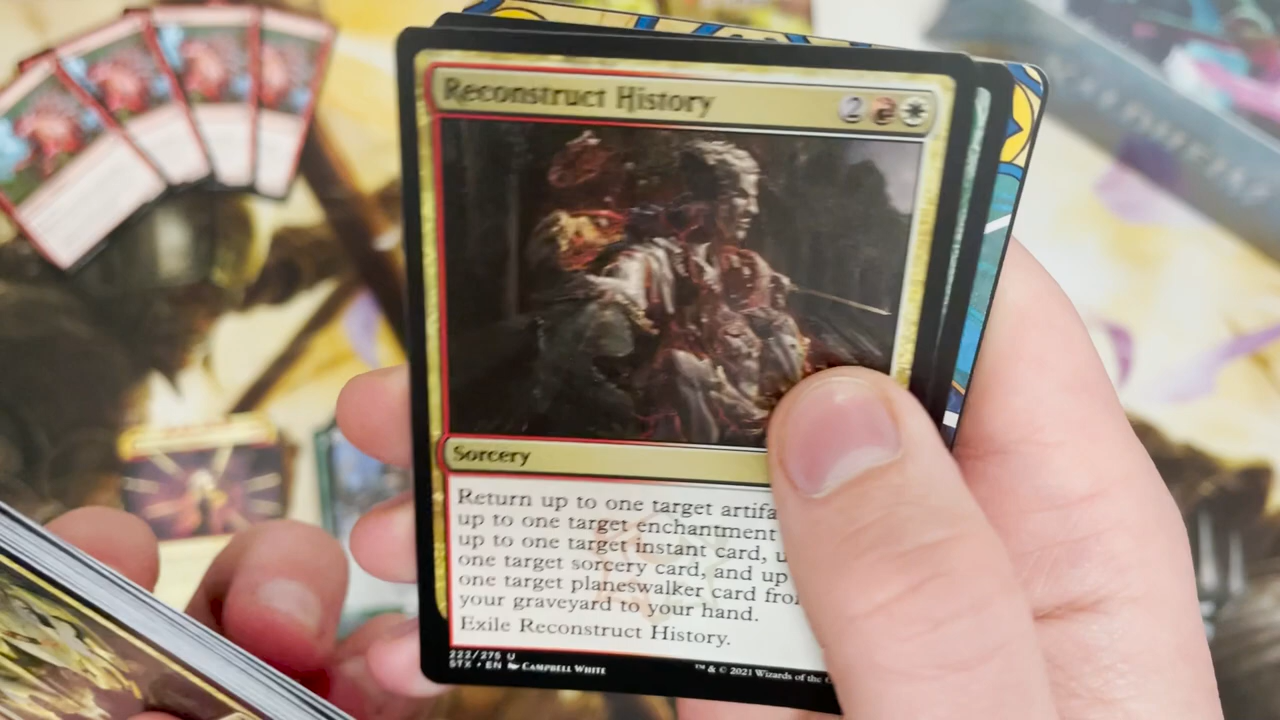 Reconstruct History 2
Sorcery
Return up to one target
up to one target enchantment
up to one target instant card,
one target sorcery card, and up
one target planeswalker card
your graveyard to your hand.
Exile Reconstruct History.
222/275 U
STX • EN CAMPBELL WHITE
™ & © 2021 Wizards of the